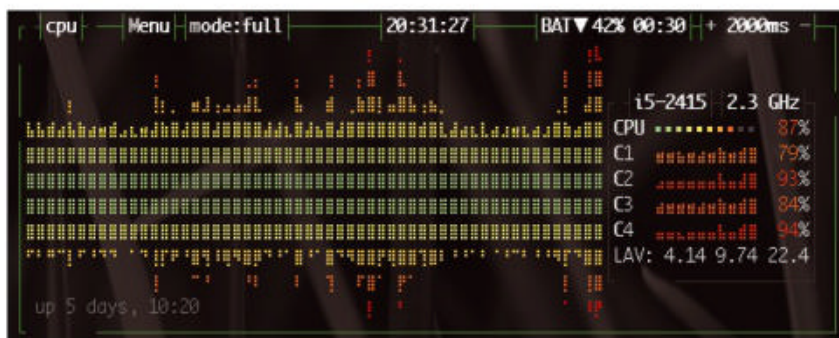 cpu Menu mode:full 20:31:27 BAT▼42% 00:30 + 2000ms -
i5-2415 2.3 GHz
CPU 87%
C1 79%
C2 93%
C3 84%
C4 94%
LAV: 4.14 9.74 22.4
up 5 days, 10:20